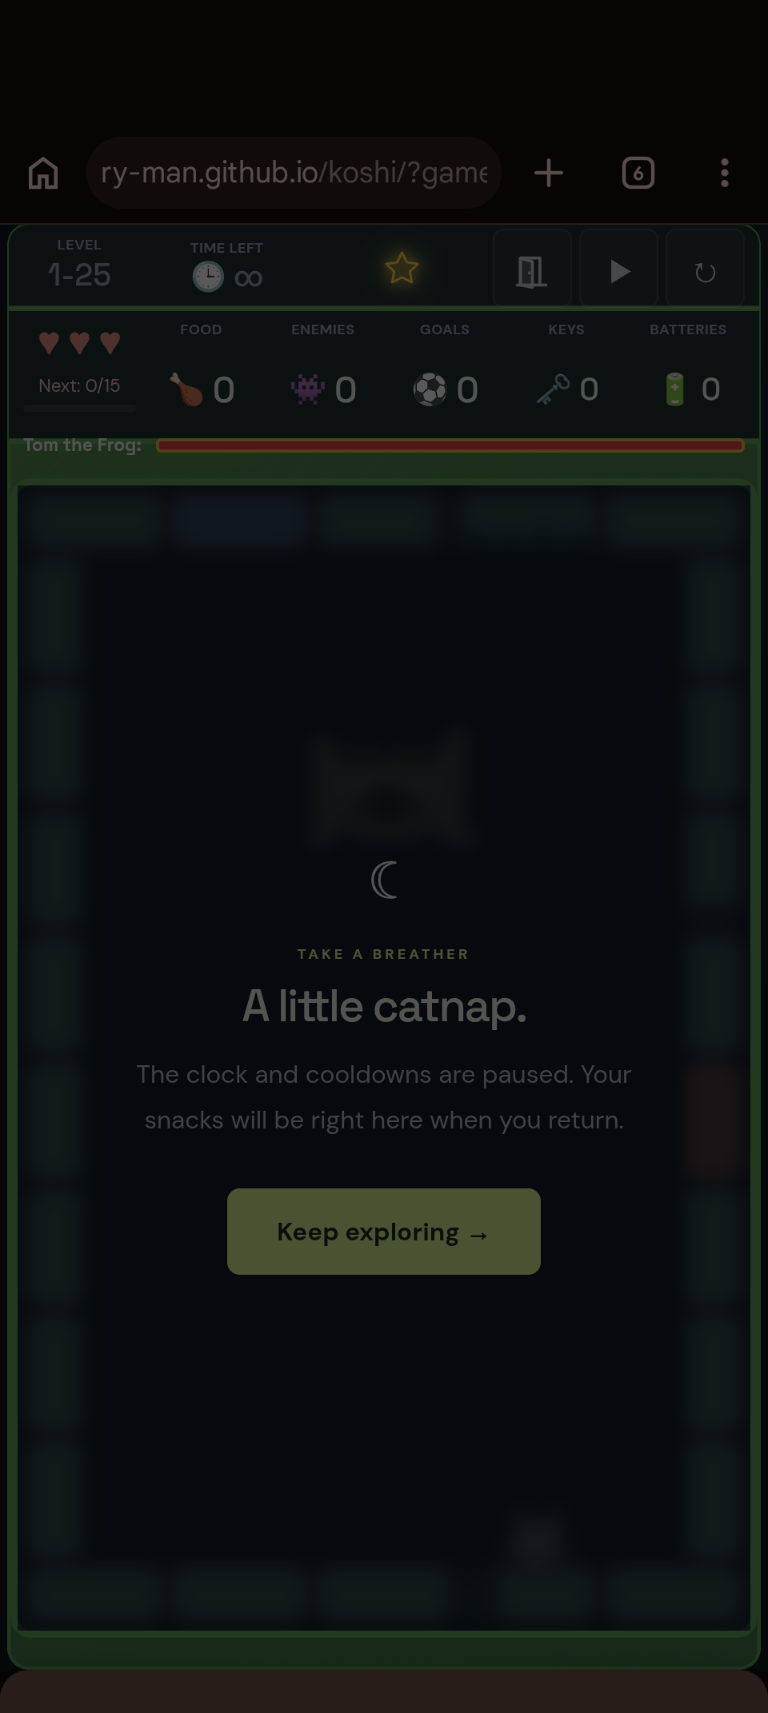 ry-man.github.io/koshi/?game
6
LEVEL
1-25
TIME LEFT
∞
Next: 0/15
FOOD
0
ENEMIES
0
GOALS
0
KEYS
0
BATTERIES
0
Tom the Frog:
TAKE A BREATHER
A little catnap.
The clock and cooldowns are paused. Your
snacks will be right here when you return.
Keep exploring →